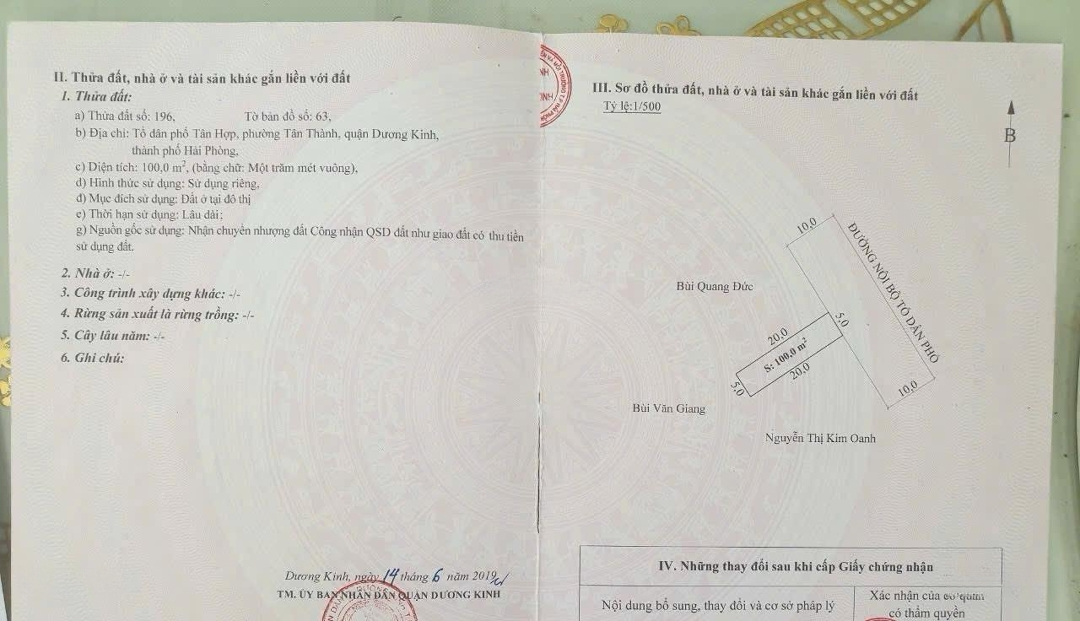 II. Thửa đất, nhà ở và tài sản khác gắn liền với đất
1. Thửa đất:
a) Thửa đất số: 196, Tờ bản đồ số: 63,
b) Địa chỉ: Tổ dân phố Tân Hợp, phường Tân Thành, quận Dương Kinh,
thành phố Hải Phòng,
c) Diện tích: 100,0 m², (bằng chữ: Một trăm mét vuông),
d) Hình thức sử dụng: Sử dụng riêng,
đ) Mục đích sử dụng: Đất ở tại đô thị
e) Thời hạn sử dụng: Lâu dài;
g) Nguồn gốc sử dụng: Nhận chuyển nhượng đất Công nhận QSD đất như giao đất có thu tiền
sử dụng đất.
2. Nhà ở: -/-
3. Công trình xây dựng khác: -/-
4. Rừng sản xuất là rừng trồng: -/-
5. Cây lâu năm: -/-
6. Ghi chú:
Dương Kinh, ngày 14 tháng 6 năm 2019
TM. ỦY BAN NHÂN DÂN QUẬN DƯƠNG KINH
III. Sơ đồ thửa đất, nhà ở và tài sản khác gắn liền với đất
Tỷ lệ:1/500
B
10,0
ĐƯỜNG NỘI BỘ TỔ DÂN PHỐ
Bùi Quang Đức
5,0
20,0
S: 100,0 m²
20,0
5,0
10,0
Bùi Văn Giang
Nguyễn Thị Kim Oanh
IV. Những thay đổi sau khi cấp Giấy chứng nhận
Nội dung bổ sung, thay đổi và cơ sở pháp lý
Xác nhận của cơ quan
có thẩm quyền